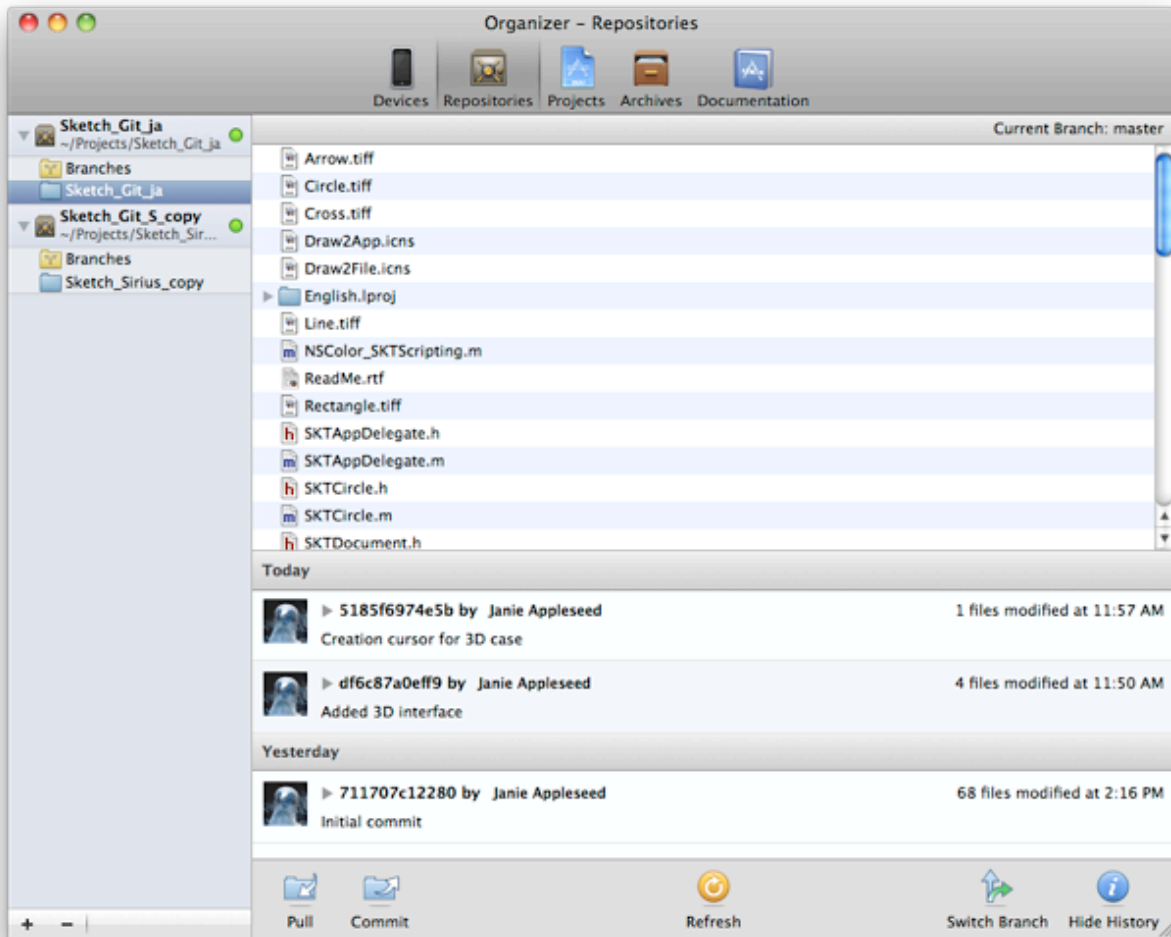 Organizer – Repositories
Devices Repositories Projects Archives Documentation
Sketch_Git_ja
~/Projects/Sketch_Git_ja
Branches
Sketch_Git_ja
Sketch_Git_S_copy
~/Projects/Sketch_Sir...
Branches
Sketch_Sirius_copy
Current Branch: master
Arrow.tiff
Circle.tiff
Cross.tiff
Draw2App.icns
Draw2File.icns
English.lproj
Line.tiff
NSColor_SKTScripting.m
ReadMe.rtf
Rectangle.tiff
h SKTAppDelegate.h
m SKTAppDelegate.m
h SKTCircle.h
m SKTCircle.m
h SKTDocument.h
Today
5185f6974e5b by Janie Appleseed 1 files modified at 11:57 AM
Creation cursor for 3D case
df6c87a0eff9 by Janie Appleseed 4 files modified at 11:50 AM
Added 3D interface
Yesterday
711707c12280 by Janie Appleseed 68 files modified at 2:16 PM
Initial commit
+ − Pull Commit Refresh Switch Branch Hide History